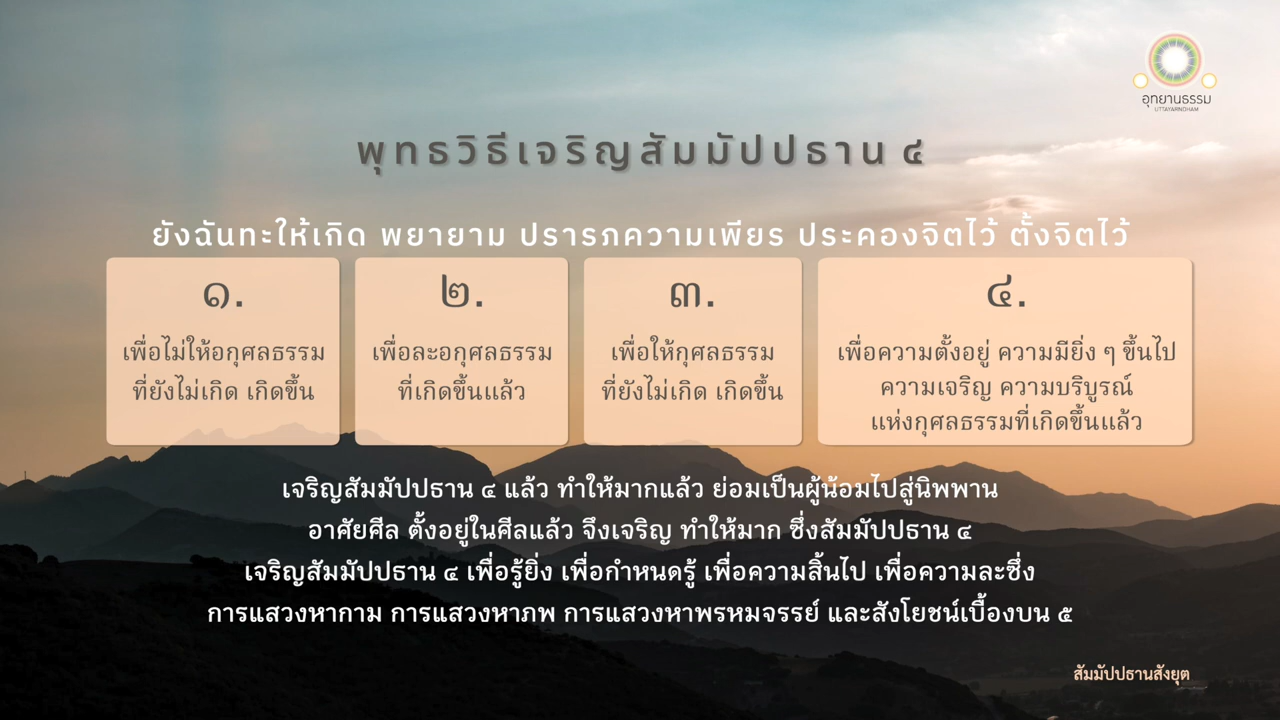 อุทยานธรรม
UTTAYARNDHAM
พุทธวิธีเจริญสัมมัปปธาน ๔
ยังฉันทะให้เกิด พยายาม ปรารภความเพียร ประคองจิตไว้ ตั้งจิตไว้
๑.
เพื่อไม่ให้อกุศลธรรม
ที่ยังไม่เกิด เกิดขึ้น
๒.
เพื่อละอกุศลธรรม
ที่เกิดขึ้นแล้ว
๓.
เพื่อให้กุศลธรรม
ที่ยังไม่เกิด เกิดขึ้น
๔.
เพื่อความตั้งอยู่ ความมียิ่ง ๆ ขึ้นไป
ความเจริญ ความบริบูรณ์
แห่งกุศลธรรมที่เกิดขึ้นแล้ว
เจริญสัมมัปปธาน ๔ แล้ว ทำให้มากแล้ว ย่อมเป็นผู้น้อมไปสู่นิพพาน
อาศัยศีล ตั้งอยู่ในศีลแล้ว จึงเจริญ ทำให้มาก ซึ่งสัมมัปปธาน ๔
เจริญสัมมัปปธาน ๔ เพื่อรู้ยิ่ง เพื่อกำหนดรู้ เพื่อความสิ้นไป เพื่อความละซึ่ง
การแสวงหากาม การแสวงหาภพ การแสวงหาพรหมจรรย์ และสังโยชน์เบื้องบน ๕
สัมมัปปธานสังยุต